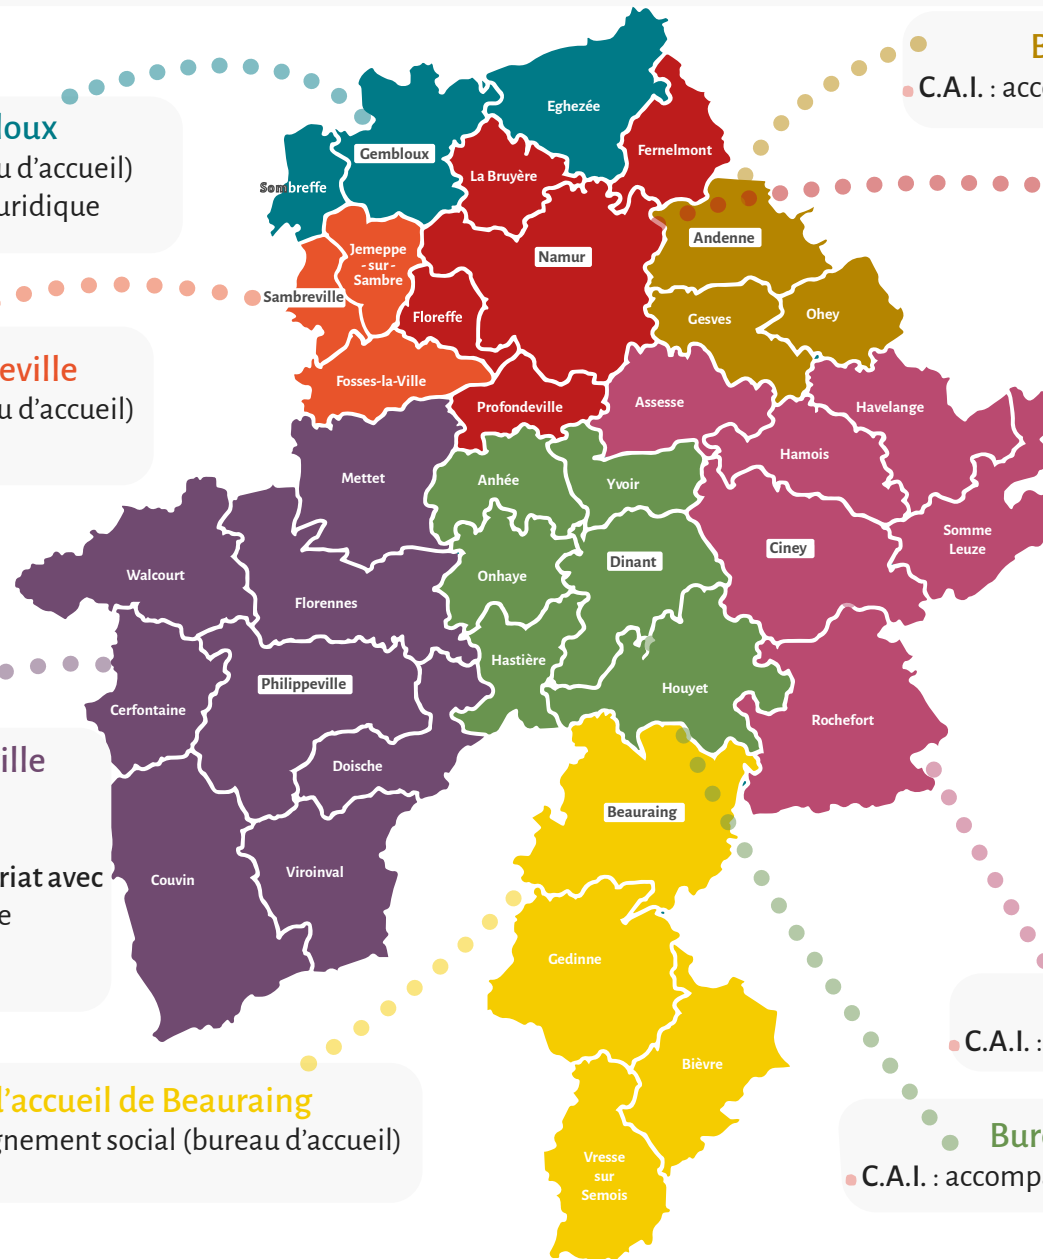 B
C.A.I. : acc
loux
u d’accueil)
uridique
Eghezée
Gembloux
Fernelmont
La Bruyère
Sombreffe
Jemeppe
-sur-
Sambre
Andenne
Namur
Sambreville
Floreffe
Gesves
Ohey
eville
u d’accueil)
Fosses-la-Ville
Profondeville
Assesse
Havelange
Hamois
Mettet
Anhée
Yvoir
Somme
Leuze
Ciney
Dinant
Walcourt
Onhaye
Florennes
Hastière
Philippeville
Houyet
Cerfontaine
Rochefort
ille
Doische
Beauraing
riat avec
e
Couvin
Viroinval
Gedinne
C.A.I. :
Bièvre
l’accueil de Beauraing
gnement social (bureau d’accueil)
Bur
C.A.I. : accomp
Vresse
sur
Semois